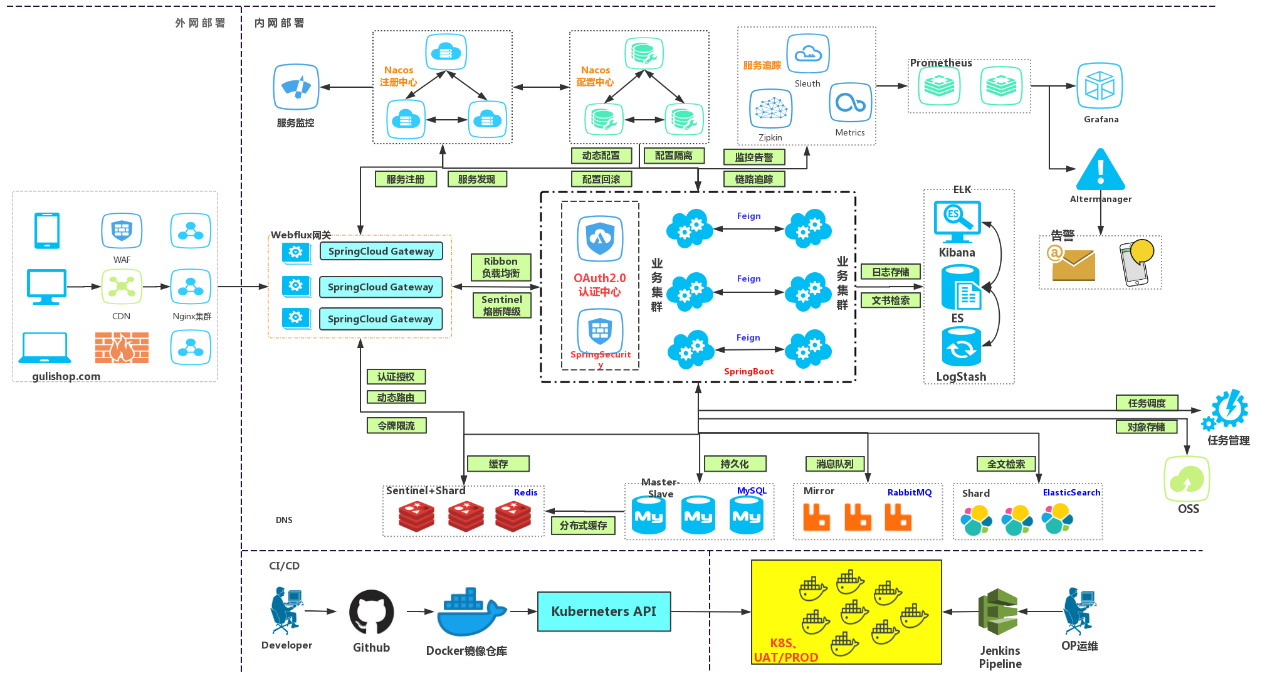 外网部署
内网部署
服务监控
Nacos
注册中心
Nacos
配置中心
服务追踪
Sleuth
Zipkin
Metrics
Prometheus
Grafana
Altermanager
告警
@
服务注册
服务发现
动态配置
配置隔离
配置回滚
监控告警
链路追踪
WAF
CDN
Nginx集群
gulishop.com
Webflux网关
SpringCloud Gateway
SpringCloud Gateway
SpringCloud Gateway
Ribbon
负载均衡
Sentinel
熔断降级
OAuth2.0
认证中心
SpringSecurit
y
业务集群
Feign
Feign
Feign
业务集群
SpringBoot
日志存储
文书检索
ELK
ES
Kibana
ES
LogStash
认证授权
动态路由
令牌限流
任务调度
对象存储
任务管理
OSS
缓存
持久化
消息队列
全文检索
Sentinel+Shard
Redis
分布式缓存
Master-
Slave
MySQL
My
My
My
Mirror
RabbitMQ
Shard
ElasticSearch
DNS
CI/CD
Developer
Github
Docker镜像仓库
Kuberneters API
K8S、
UAT/PROD
Jenkins
Pipeline
OP运维